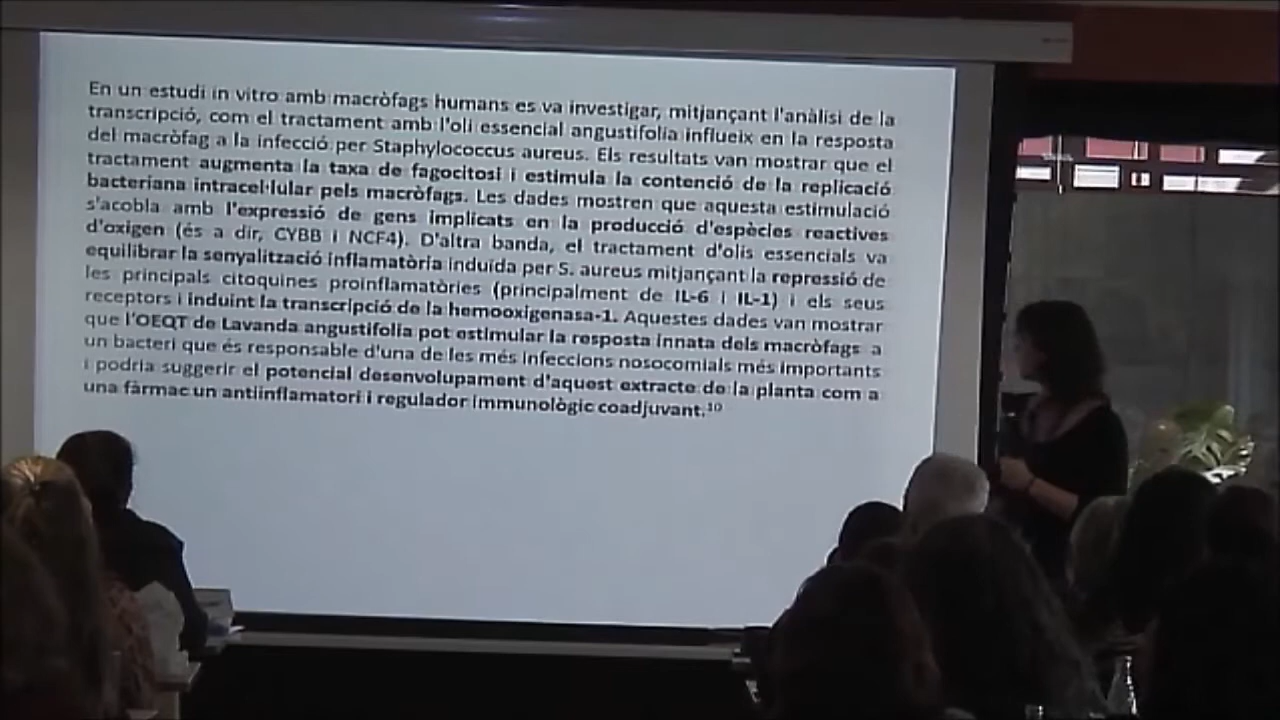 En un estudi in vitro amb macròfags humans es va investigar, mitjançant l'anàlisi de la
transcripció, com el tractament amb l'oli essencial angustifolia influeix en la resposta
del macròfag a la infecció per Staphylococcus aureus. Els resultats van mostrar que el
tractament augmenta la taxa de fagocitosi i estimula la contenció de la replicació
bacteriana intracel·lular pels macròfags. Les dades mostren que aquesta estimulació
s'acobla amb l'expressió de gens implicats en la producció d'espècies reactives
d'oxigen (és a dir, CYBB i NCF4). D'altra banda, el tractament d'olis essencials va
equilibrar la senyalització inflamatòria induïda per S. aureus mitjançant la repressió de
les principals citoquines proinflamatòries (principalment de IL-6 i IL-1) i els seus
receptors i induint la transcripció de la hemooxigenasa-1. Aquestes dades van mostrar
que l'OEQT de Lavanda angustifolia pot estimular la resposta innata dels macròfags a
un bacteri que és responsable d'una de les més infeccions nosocomials més importants
i podria suggerir el potencial desenvolupament d'aquest extracte de la planta com a
una fàrmac un antiinflamatori i regulador immunològic coadjuvant.¹⁰